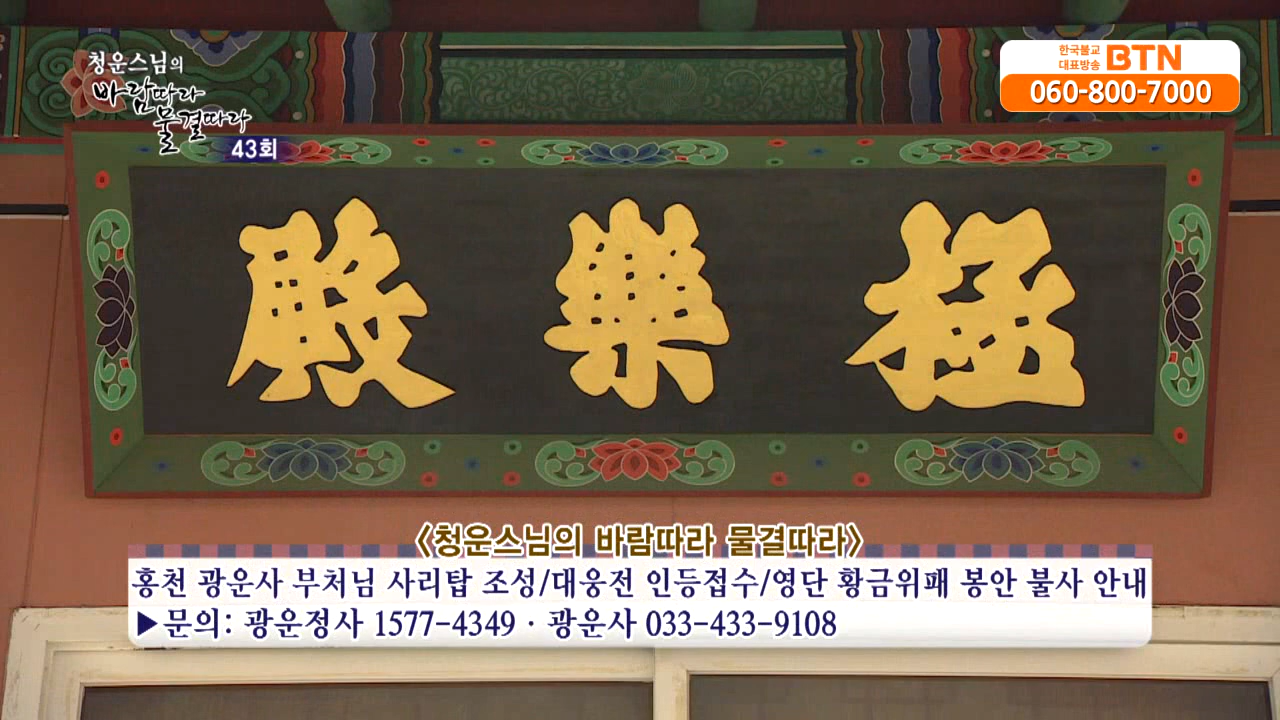 청운스님의
바람따라
물결따라
43회
한국불교
대표방송 BTN
060-800-7000
殿樂極
<청운스님의 바람따라 물결따라>
홍천 광운사 부처님 사리탑 조성/대웅전 인등접수/영단 황금위패 봉안 불사 안내
▶문의: 광운정사 1577-4349 · 광운사 033-433-9108